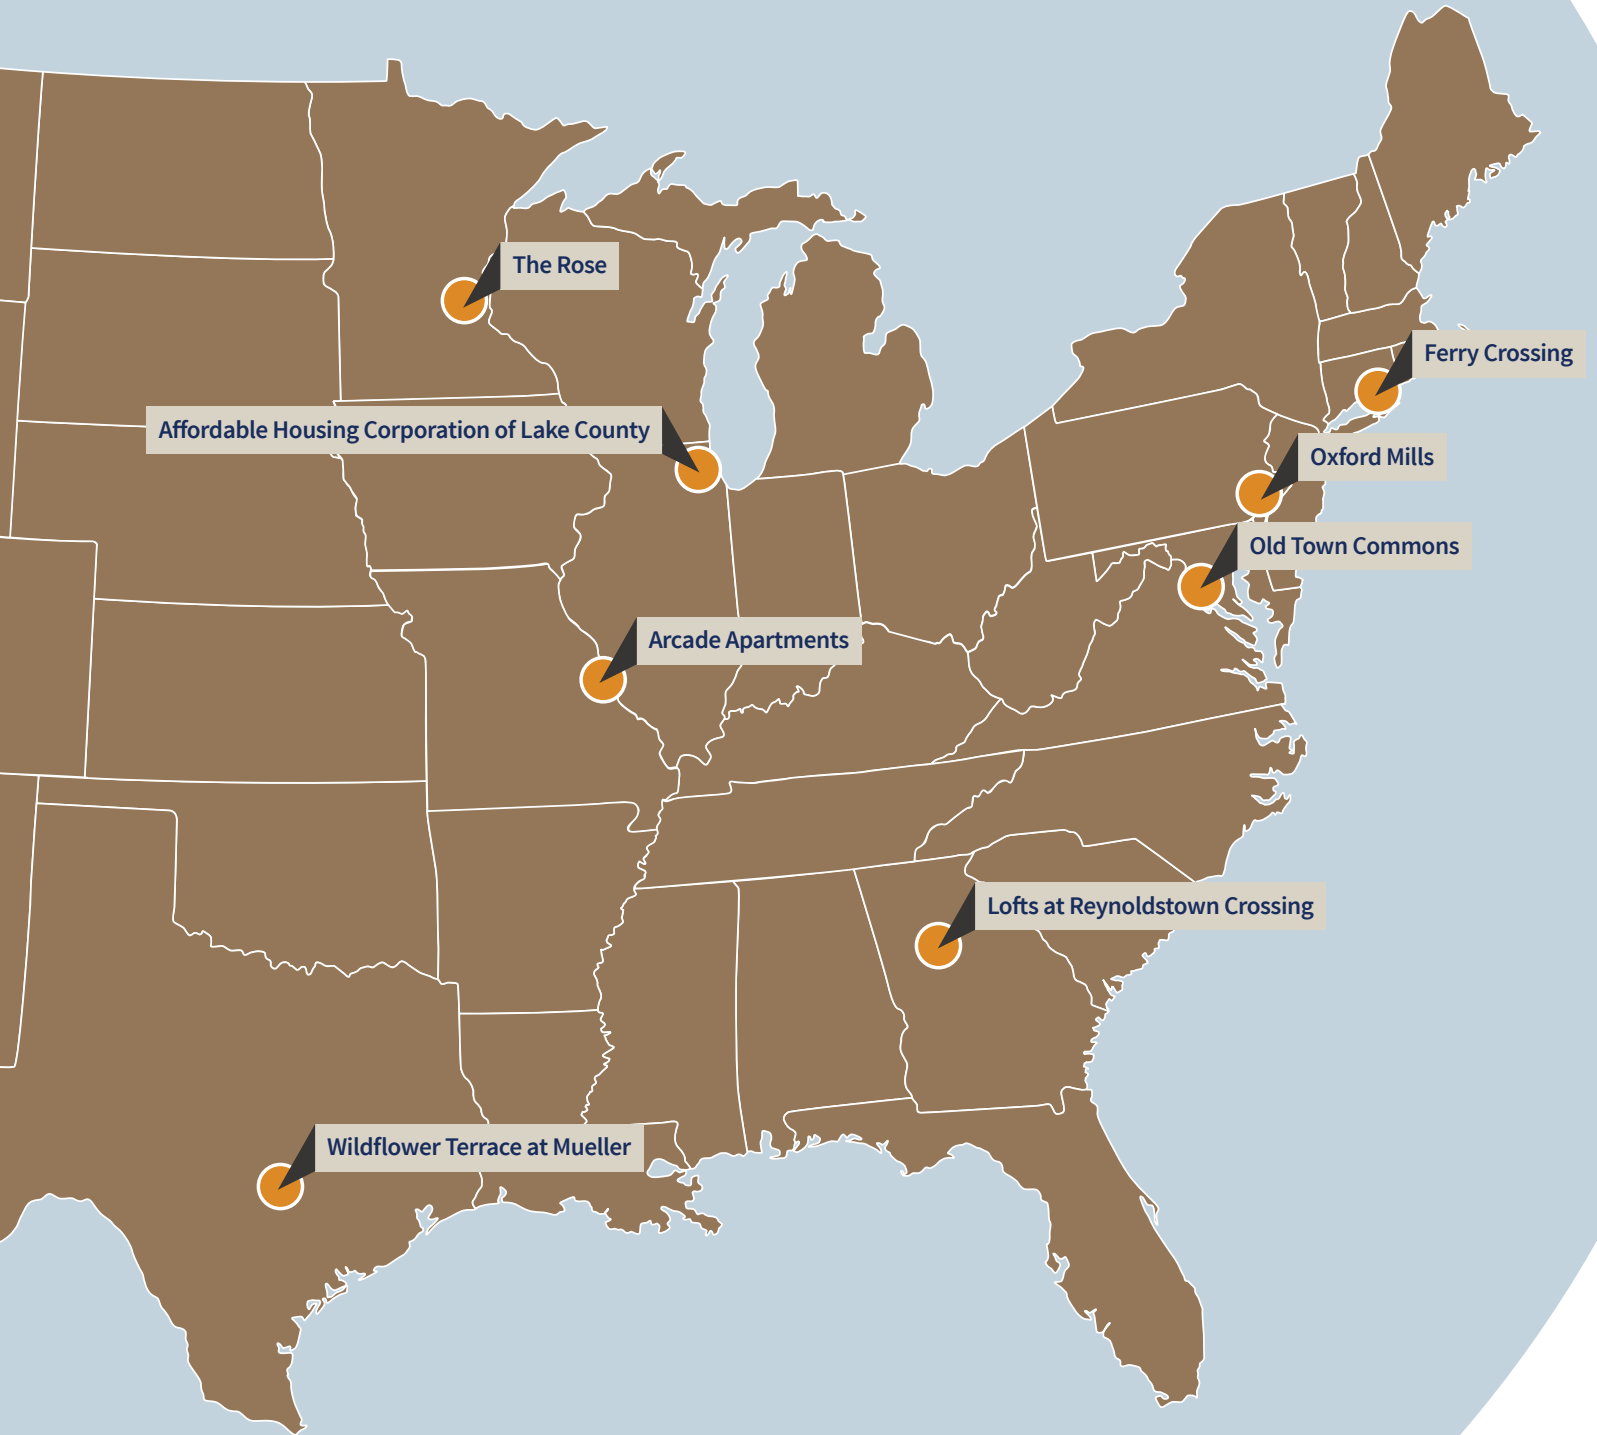 The Rose
Ferry Crossing
Affordable Housing Corporation of Lake County
Oxford Mills
Old Town Commons
Arcade Apartments
Lofts at Reynoldstown Crossing
Wildflower Terrace at Mueller